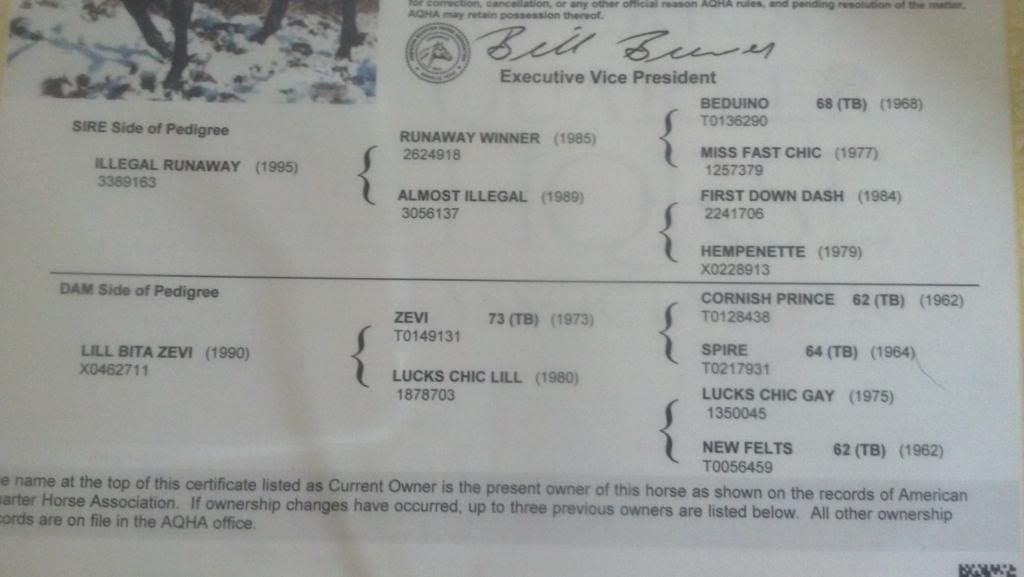 for correction, cancellation, or any other official reason AQHA rules, and pending resolution of the matter,
AQHA may retain possession thereof.
Bill Brewer
Executive Vice President
SIRE Side of Pedigree
ILLEGAL RUNAWAY (1995)
3389163
RUNAWAY WINNER (1985)
2624918
ALMOST ILLEGAL (1989)
3056137
BEDUINO 68 (TB) (1968)
T0136290
MISS FAST CHIC (1977)
1257379
FIRST DOWN DASH (1984)
2241706
HEMPENETTE (1979)
X0228913
DAM Side of Pedigree
LILL BITA ZEVI (1990)
X0462711
ZEVI 73 (TB) (1973)
T0149131
LUCKS CHIC LILL (1980)
1878703
CORNISH PRINCE 62 (TB) (1962)
T0128438
SPIRE 64 (TB) (1964)
T0217931
LUCKS CHIC GAY (1975)
1350045
NEW FELTS 62 (TB) (1962)
T0056459
e name at the top of this certificate listed as Current Owner is the present owner of this horse as shown on the records of American
arter Horse Association. If ownership changes have occurred, up to three previous owners are listed below. All other ownership
cords are on file in the AQHA office.